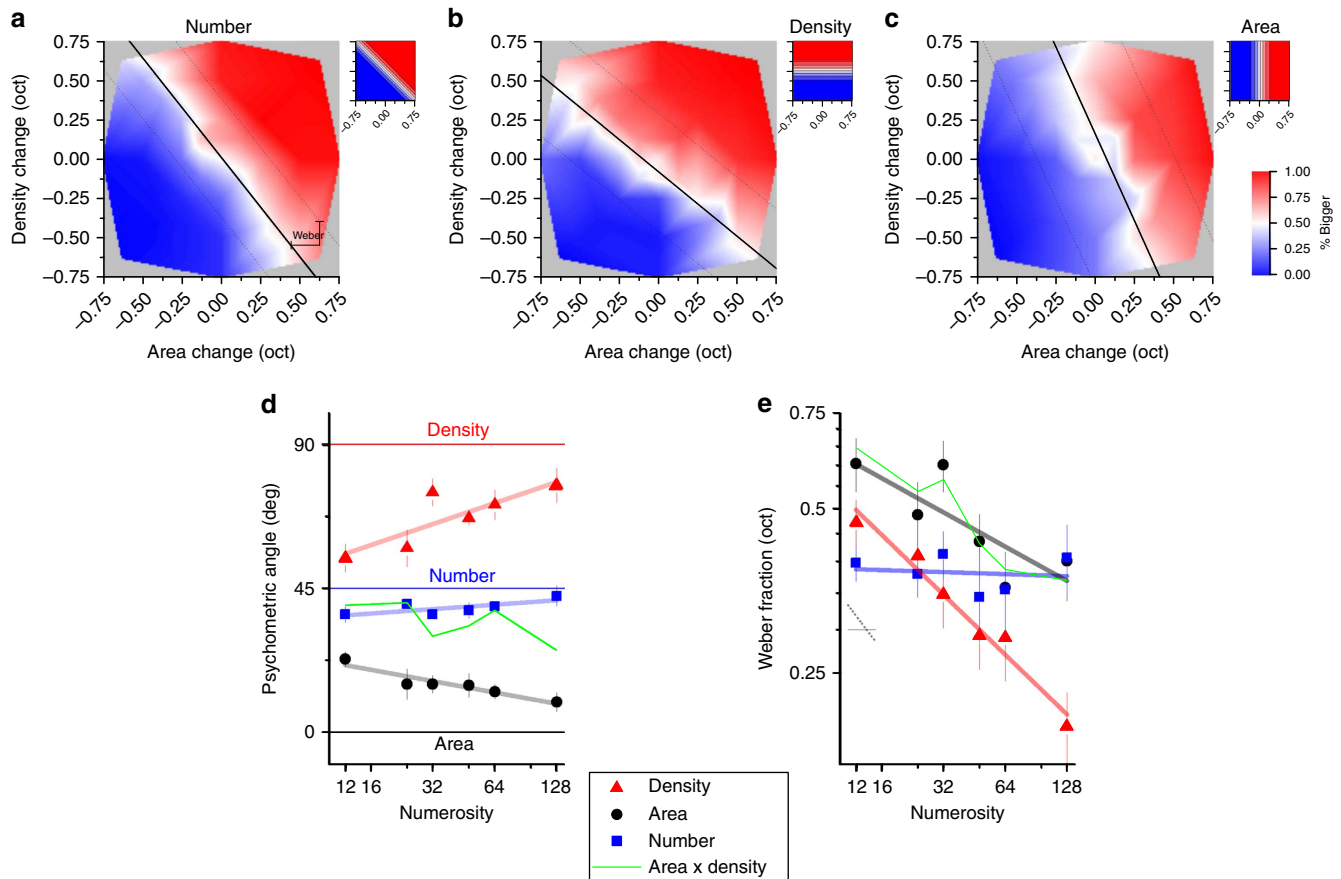 a
Number
0.75
0.50
0.25
0.00
−0.25
−0.50
−0.75
Density change (oct)
−0.75
−0.50
−0.25
0.00
0.25
0.50
0.75
Area change (oct)
Weber
−0.75
0.00
0.75
b
Density
0.75
0.50
0.25
0.00
−0.25
−0.50
−0.75
Density change (oct)
−0.75
−0.50
−0.25
0.00
0.25
0.50
0.75
Area change (oct)
−0.75
0.00
0.75
c
Area
0.75
0.50
0.25
0.00
−0.25
−0.50
−0.75
Density change (oct)
−0.75
−0.50
−0.25
0.00
0.25
0.50
0.75
Area change (oct)
−0.75
0.00
0.75
1.00
0.75
0.50
0.25
0.00
% Bigger
d
90
45
0
Psychometric angle (deg)
Density
Number
Area
12 16 32 64 128
Numerosity
e
0.75
0.5
0.25
Weber fraction (oct)
12 16 32 64 128
Numerosity
Density
Area
Number
Area x density